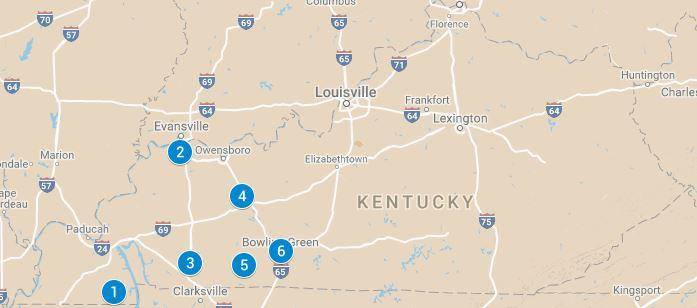 Columbus
Florence
70
57
69
65
71
64
69
Louisville
Huntington
Charles
64
Frankfort
64
Lexington
64
Evansville
2
Owensboro
ondale
Marion
Elizabethtown
57
4
KENTUCKY
ape
ardeau
Paducah
69
75
24
Bowling Green
6
3
5
65
1
Clarksville
Kingsport